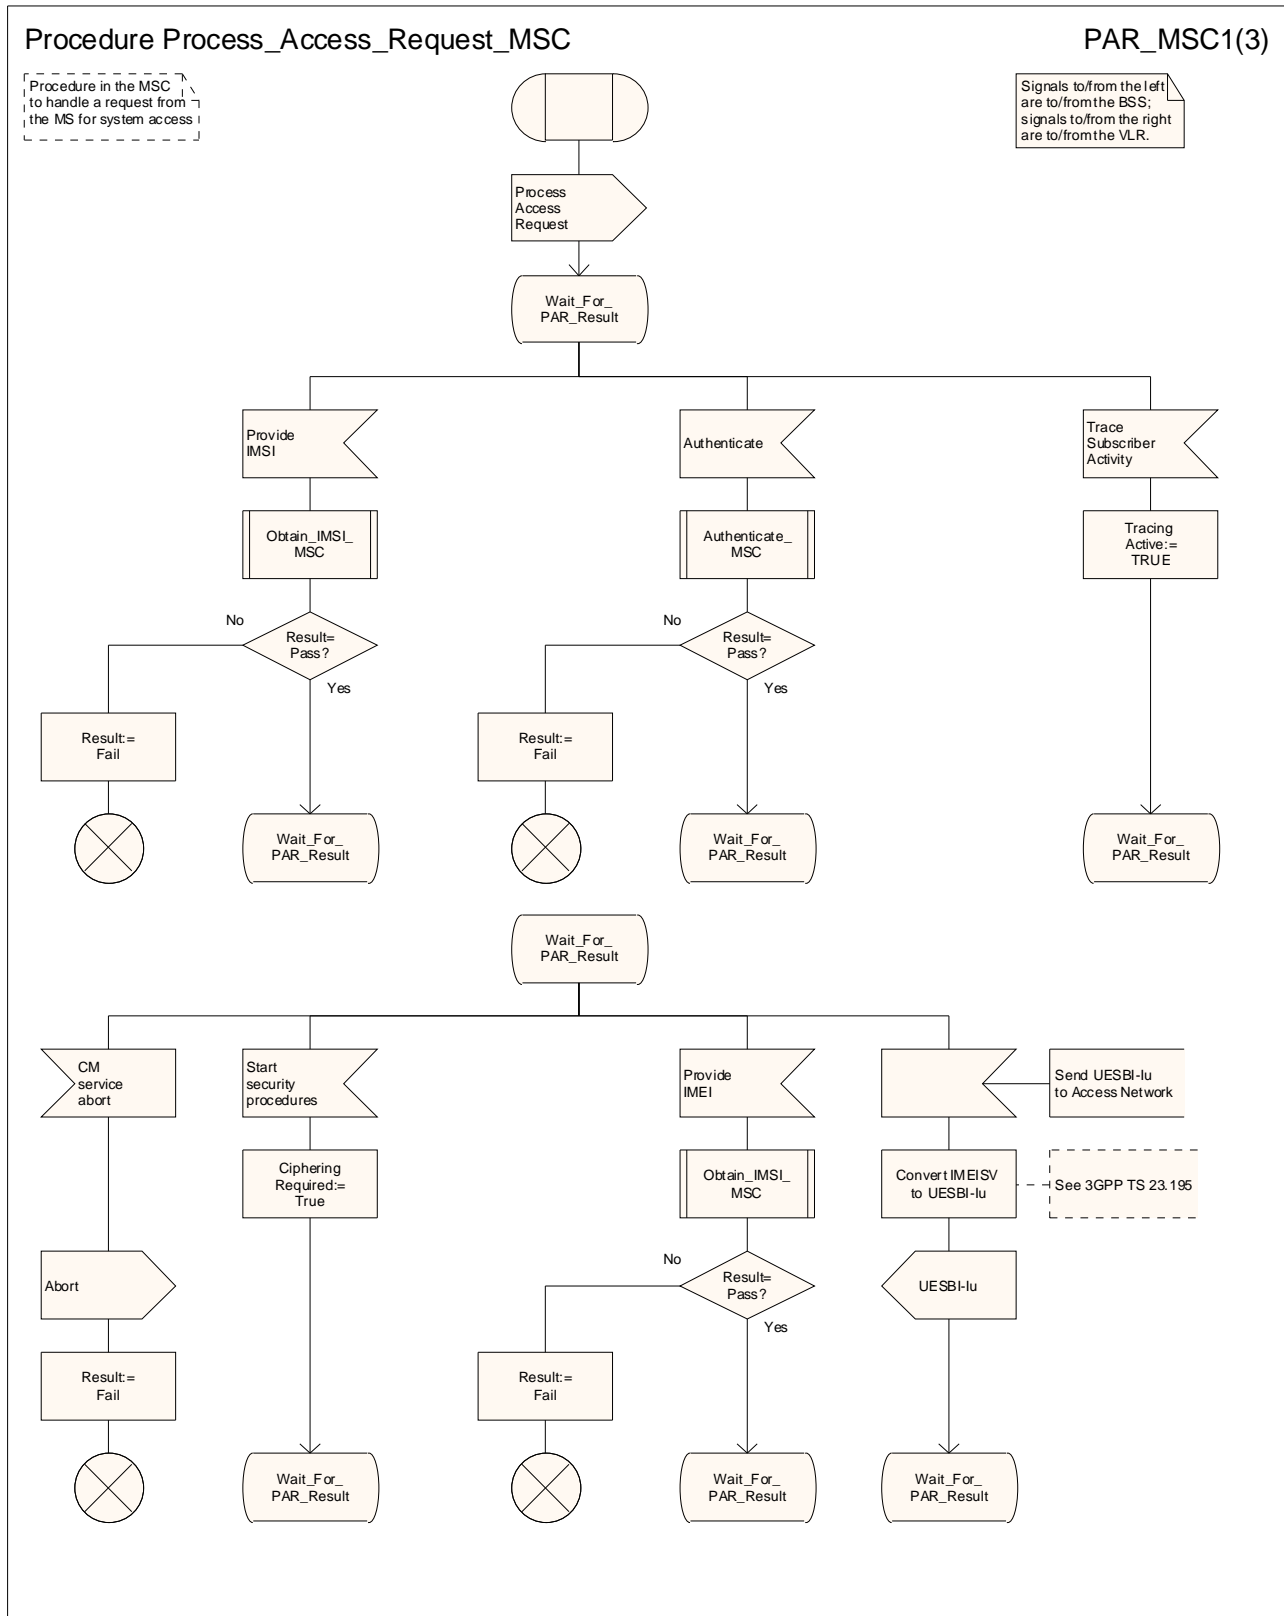 Procedure Process_Access_Request_MSC
PAR_MSC1(3)
Procedure in the MSC
to handle a request from
the MS for system access
Signals to/from the left
are to/from the BSS;
signals to/from the right
are to/from the VLR.
Process
Access
Request
Wait_For_
PAR_Result
Provide
IMSI
Authenticate
Trace
Subscriber
Activity
Obtain_IMSI_
MSC
Authenticate_
MSC
Tracing
Active:=
TRUE
No
Result=
Pass?
Yes
No
Result=
Pass?
Yes
Result:=
Fail
Result:=
Fail
Wait_For_
PAR_Result
Wait_For_
PAR_Result
Wait_For_
PAR_Result
Wait_For_
PAR_Result
CM
service
abort
Start
security
procedures
Provide
IMEI
Send UESBI-Iu
to Access Network
Ciphering
Required:=
True
Obtain_IMSI_
MSC
Convert IMEISV
to UESBI-Iu
See 3GPP TS 23.195
Abort
No
Result=
Pass?
Yes
UESBI-Iu
Result:=
Fail
Result:=
Fail
Wait_For_
PAR_Result
Wait_For_
PAR_Result
Wait_For_
PAR_Result